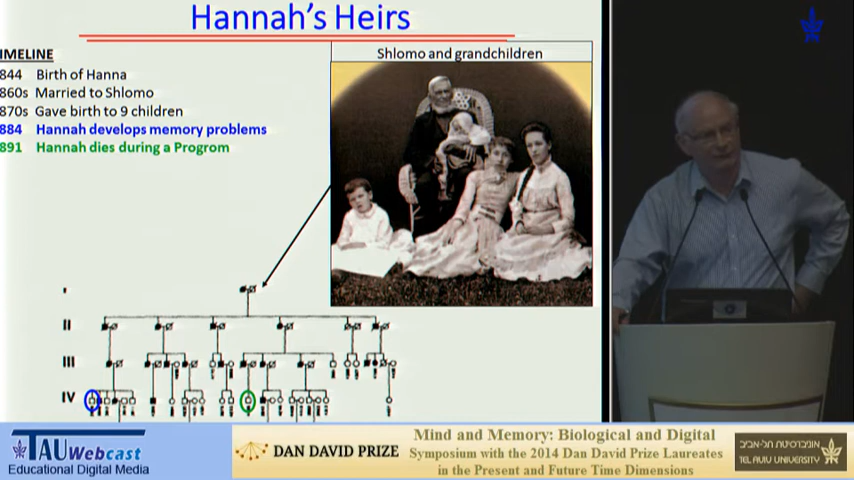 Hannah's Heirs
IMELINE
844 Birth of Hanna
860s Married to Shlomo
870s Gave birth to 9 children
884 Hannah develops memory problems
891 Hannah dies during a Progrom
Shlomo and grandchildren
I
II
III
IV
TAU Webcast
Educational Digital Media
DAN DAVID PRIZE
Mind and Memory: Biological and Digital
Symposium with the 2014 Dan David Prize Laureates
in the Present and Future Time Dimensions
אוניברסיטת תל-אביב
TEL AVIV UNIVERSITY